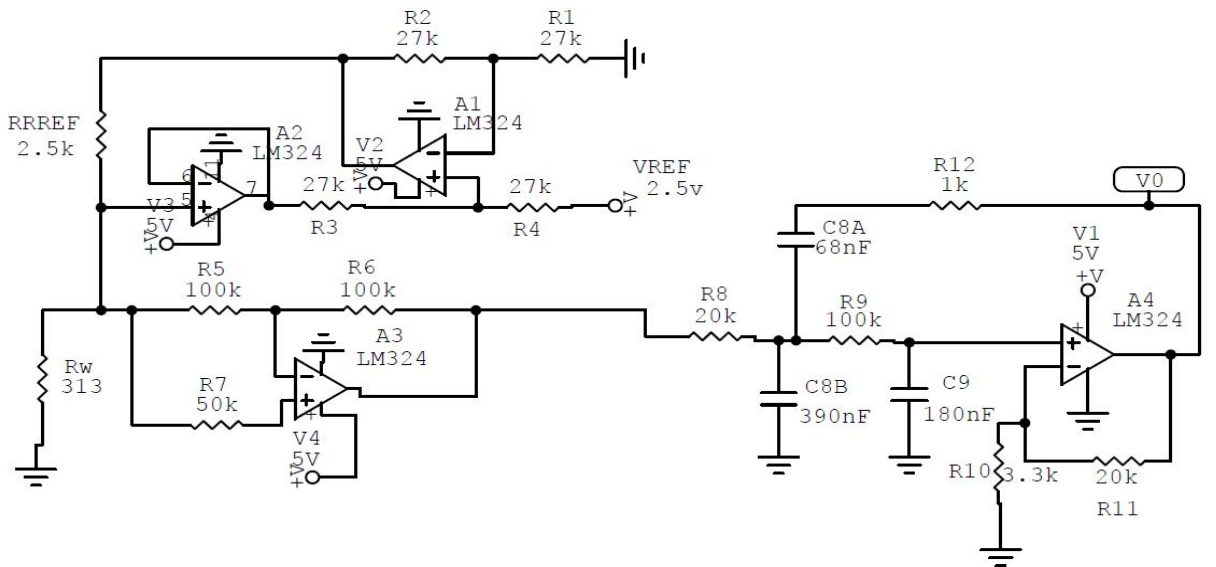 R2
27k
R1
27k
RRREF
2.5k
A2
LM324
11
6
5
7
4
V3
5V
+V
A1
LM324
V2
5V
+V
27k
R3
27k
R4
VREF
2.5v
+V
R5
100k
R6
100k
A3
LM324
R7
50k
V4
5V
+V
Rw
313
R8
20k
C8A
68nF
R12
1k
V0
R9
100k
C8B
390nF
C9
180nF
V1
5V
+V
A4
LM324
R10
3.3k
20k
R11